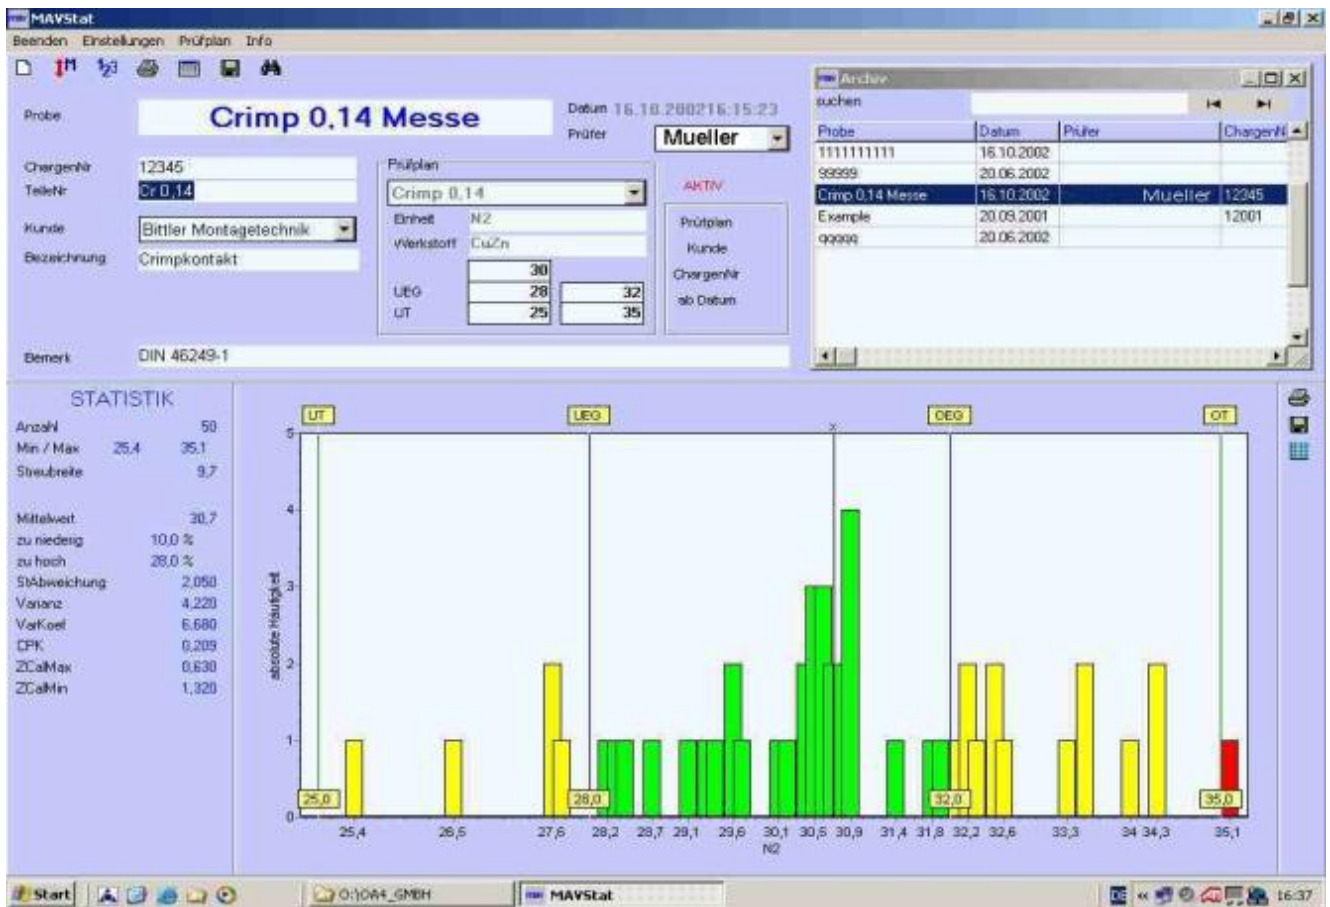 MAVStat
Beenden Einstellungen Prüfplan Info
Probe Crimp 0,14 Messe
Datum 16.10.2002 16:15:23
Prüfer Mueller
ChargenNr 12345
TeileNr Cr 0,14
Kunde Bittler Montagetechnik
Bezeichnung Crimpkontakt
Prüfplan
Crimp 0,14
Einheit N2
Werkstoff CuZn
30
UEG 28 32
UT 25 35
AKTIV
Prüfplan
Kunde
ChargenNr
ab Datum
Bemerk DIN 46249-1
Archiv
suchen
Probe Datum Prüfer ChargenN
1111111111 16.10.2002
99999 20.06.2002
Crimp 0,14 Messe 16.10.2002 Mueller 12345
Example 20.09.2001 12001
qqqqq 20.06.2002
STATISTIK
Anzahl 50
Min / Max 25,4 35,1
Streubreite 9,7
Mittelwert 30,7
zu niederig 10,0 %
zu hoch 28,0 %
StAbweichung 2,050
Varianz 4,220
VarKoef 6,680
CPK 0,209
ZCalMax 0,630
ZCalMin 1,320
UT UEG x OEG OT
5
4
3
2
1
0
absolute Häufigkeit
25,0 28,0 32,0 35,0
25,4 26,5 27,6 28,2 28,7 29,1 29,6 30,1 30,5 30,9 31,4 31,8 32,2 32,6 33,3 34 34,3 35,1
N2
Start O:\OA4_GMBH MAVStat DE « 16:37